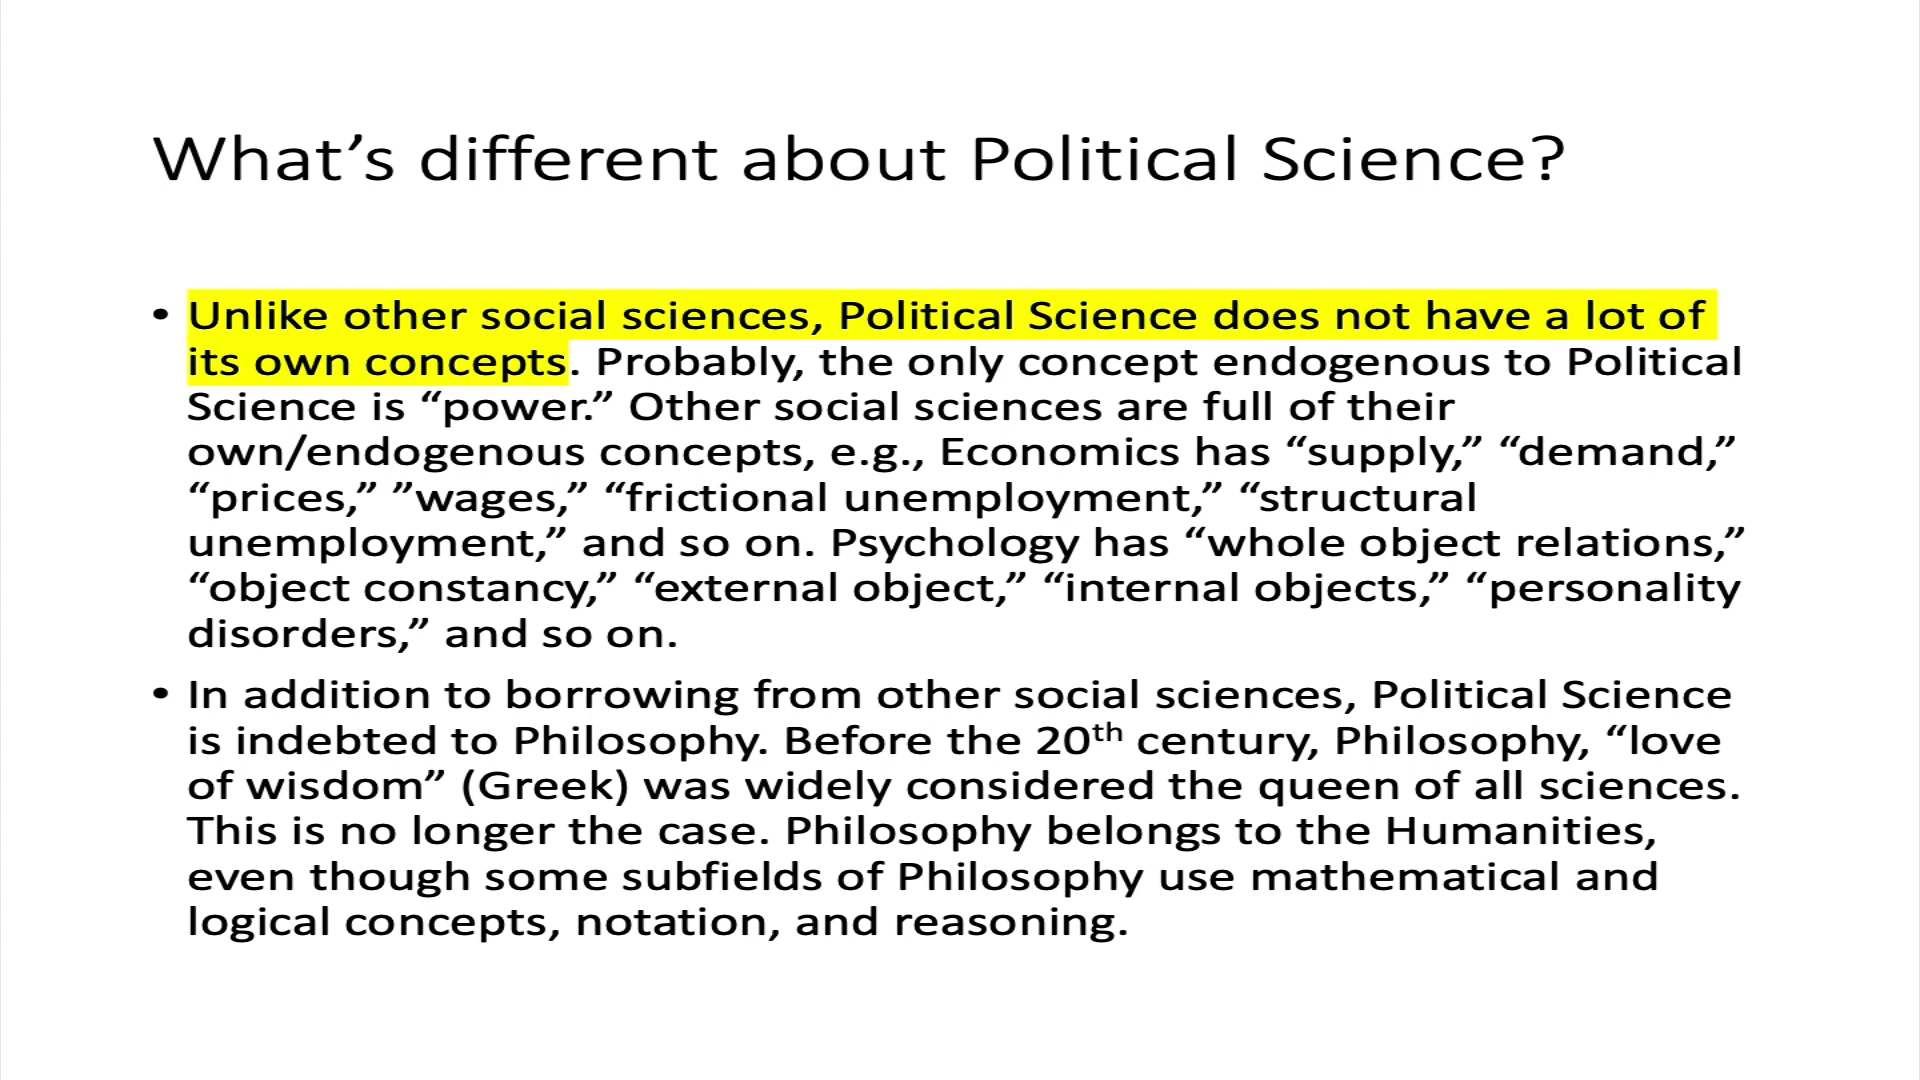 What’s different about Political Science?
• Unlike other social sciences, Political Science does not have a lot of
its own concepts. Probably, the only concept endogenous to Political
Science is “power.” Other social sciences are full of their
own/endogenous concepts, e.g., Economics has “supply,” “demand,”
“prices,” ”wages,” “frictional unemployment,” “structural
unemployment,” and so on. Psychology has “whole object relations,”
“object constancy,” “external object,” “internal objects,” “personality
disorders,” and so on.
• In addition to borrowing from other social sciences, Political Science
is indebted to Philosophy. Before the 20th century, Philosophy, “love
of wisdom” (Greek) was widely considered the queen of all sciences.
This is no longer the case. Philosophy belongs to the Humanities,
even though some subfields of Philosophy use mathematical and
logical concepts, notation, and reasoning.